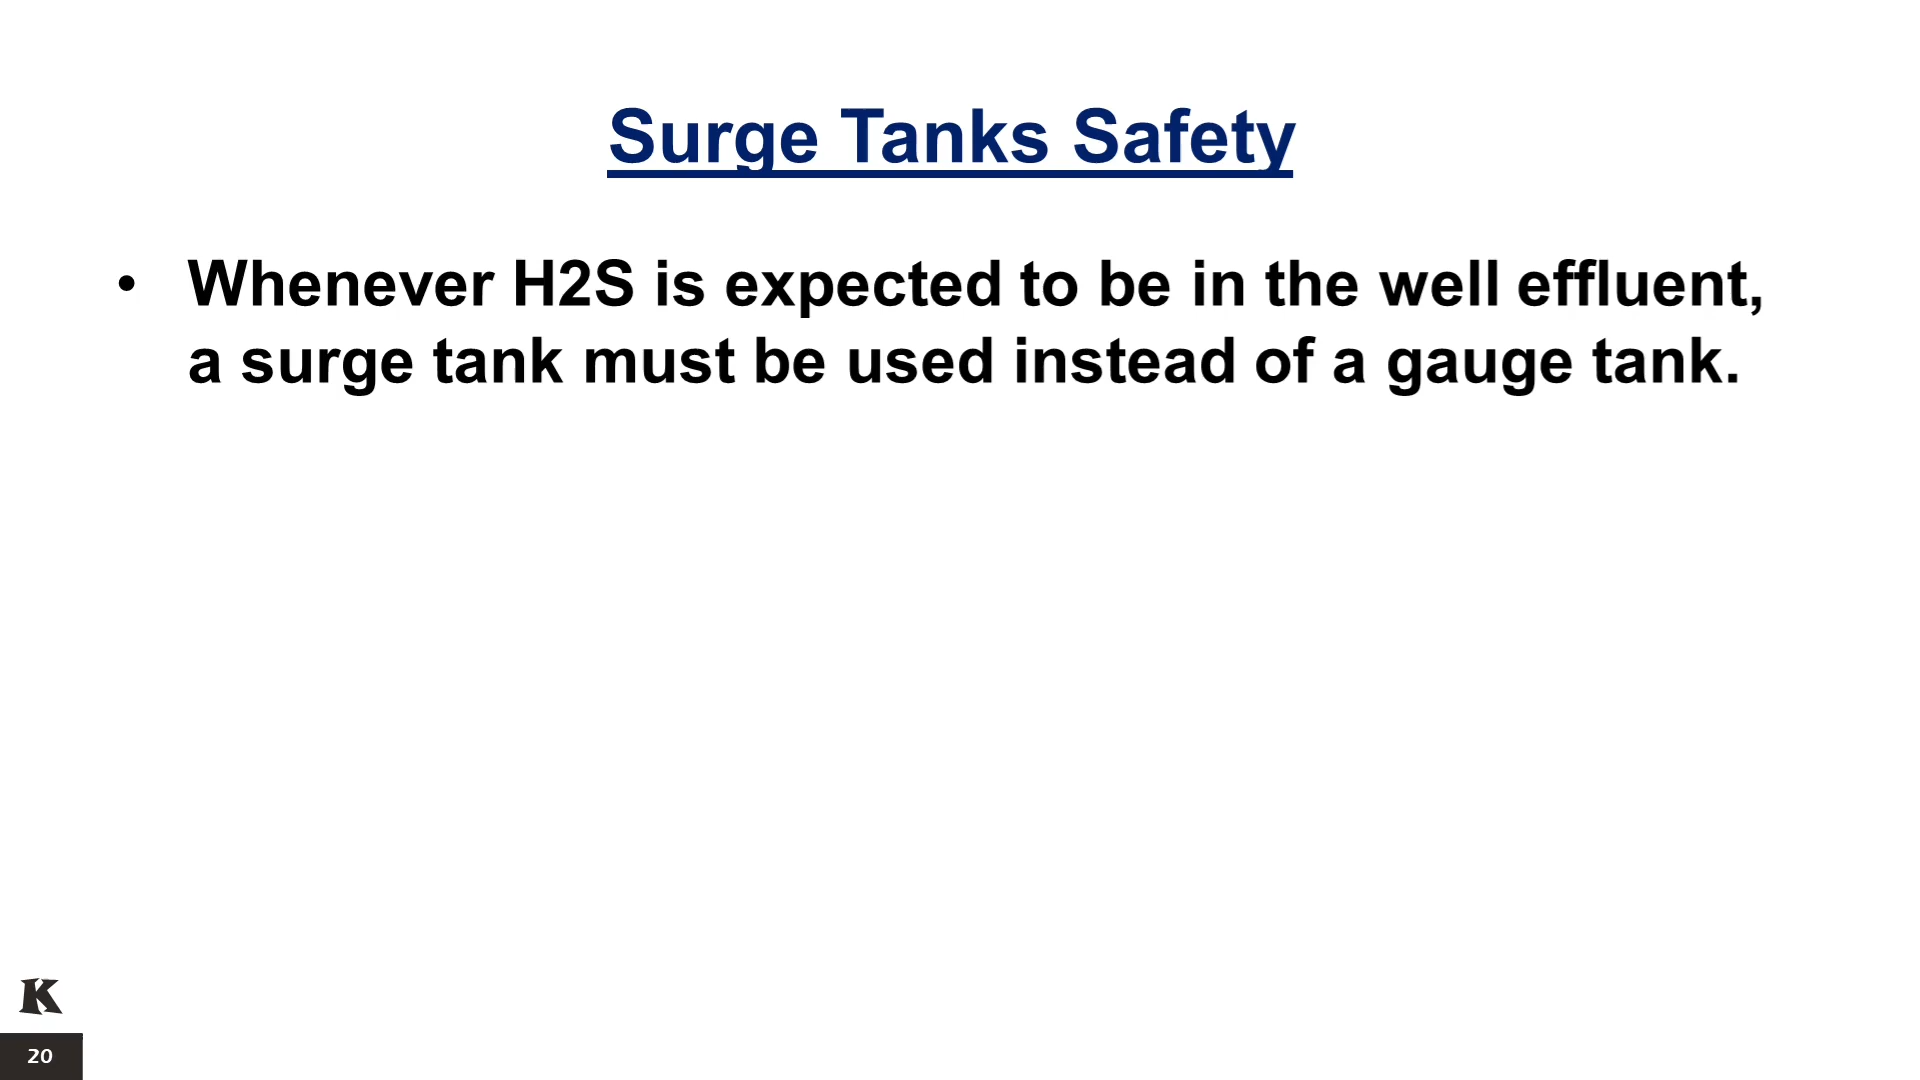 Surge Tanks Safety
• Whenever H2S is expected to be in the well effluent,
a surge tank must be used instead of a gauge tank.
K
20